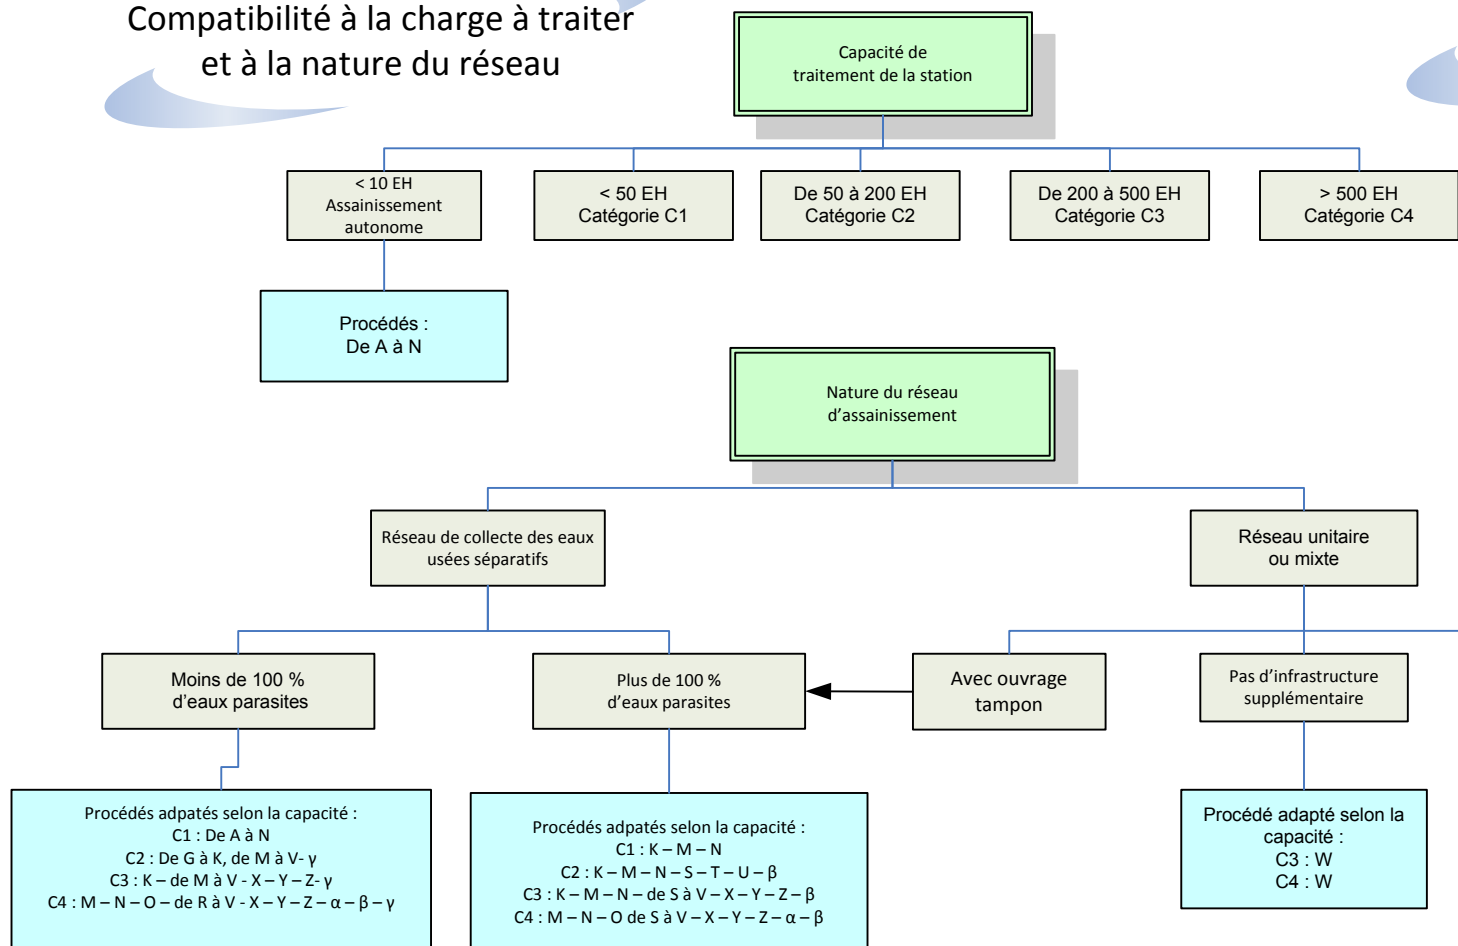 Compatibilité à la charge à traiter
et à la nature du réseau
Capacité de
traitement de la station
< 10 EH
Assainissement
autonome
< 50 EH
Catégorie C1
De 50 à 200 EH
Catégorie C2
De 200 à 500 EH
Catégorie C3
> 500 EH
Catégorie C4
Procédés :
De A à N
Nature du réseau
d'assainissement
Réseau de collecte des eaux
usées séparatifs
Réseau unitaire
ou mixte
Moins de 100 %
d'eaux parasites
Plus de 100 %
d'eaux parasites
Avec ouvrage
tampon
Pas d'infrastructure
supplémentaire
Procédés adpatés selon la capacité :
C1 : De A à N
C2 : De G à K, de M à V- γ
C3 : K – de M à V - X – Y – Z- γ
C4 : M – N – O – de R à V - X – Y – Z – α – β – γ
Procédés adpatés selon la capacité :
C1 : K – M – N
C2 : K – M – N – S – T – U – β
C3 : K – M – N – de S à V – X – Y – Z – β
C4 : M – N – O de S à V – X – Y – Z – α – β
Procédé adapté selon la
capacité :
C3 : W
C4 : W